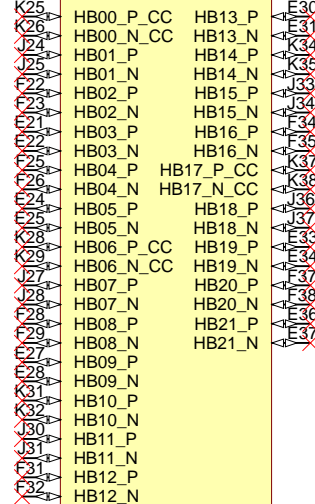 K25 HB00_P_CC HB13_P E30
K26 HB00_N_CC HB13_N E31
J24 HB01_P HB14_P K34
J25 HB01_N HB14_N K35
F22 HB02_P HB15_P J33
F23 HB02_N HB15_N J34
E21 HB03_P HB16_P F34
E22 HB03_N HB16_N F35
F25 HB04_P HB17_P_CC K37
F26 HB04_N HB17_N_CC K38
E24 HB05_P HB18_P J36
E25 HB05_N HB18_N J37
K28 HB06_P_CC HB19_P E33
K29 HB06_N_CC HB19_N E34
J27 HB07_P HB20_P F37
J28 HB07_N HB20_N F38
F28 HB08_P HB21_P E36
F29 HB08_N HB21_N E37
E27 HB09_P
E28 HB09_N
K31 HB10_P
K32 HB10_N
J30 HB11_P
J31 HB11_N
F31 HB12_P
F32 HB12_N